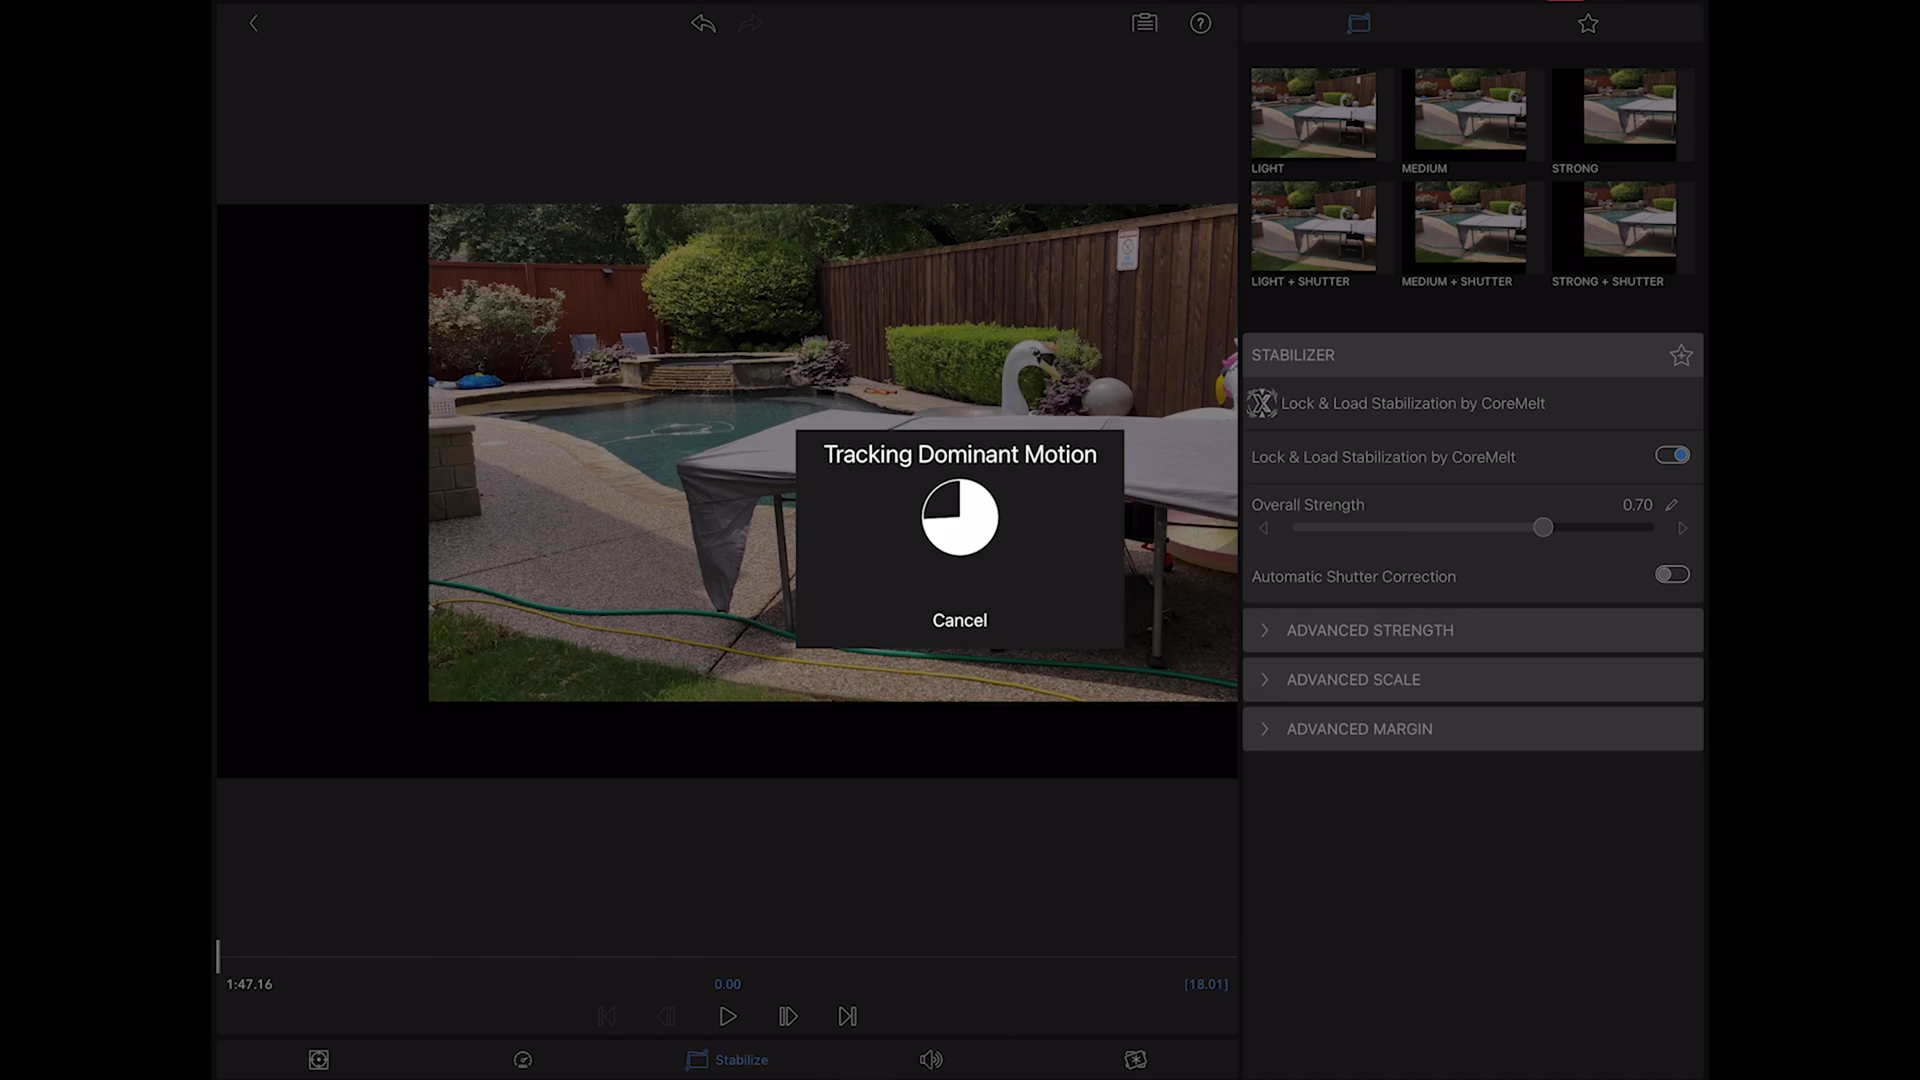 LIGHT
MEDIUM
STRONG
LIGHT + SHUTTER
MEDIUM + SHUTTER
STRONG + SHUTTER
STABILIZER
Lock & Load Stabilization by CoreMelt
Lock & Load Stabilization by CoreMelt
Overall Strength
0.70
Automatic Shutter Correction
ADVANCED STRENGTH
ADVANCED SCALE
ADVANCED MARGIN
Tracking Dominant Motion
Cancel
1:47.16
0.00
[18.01]
Stabilize